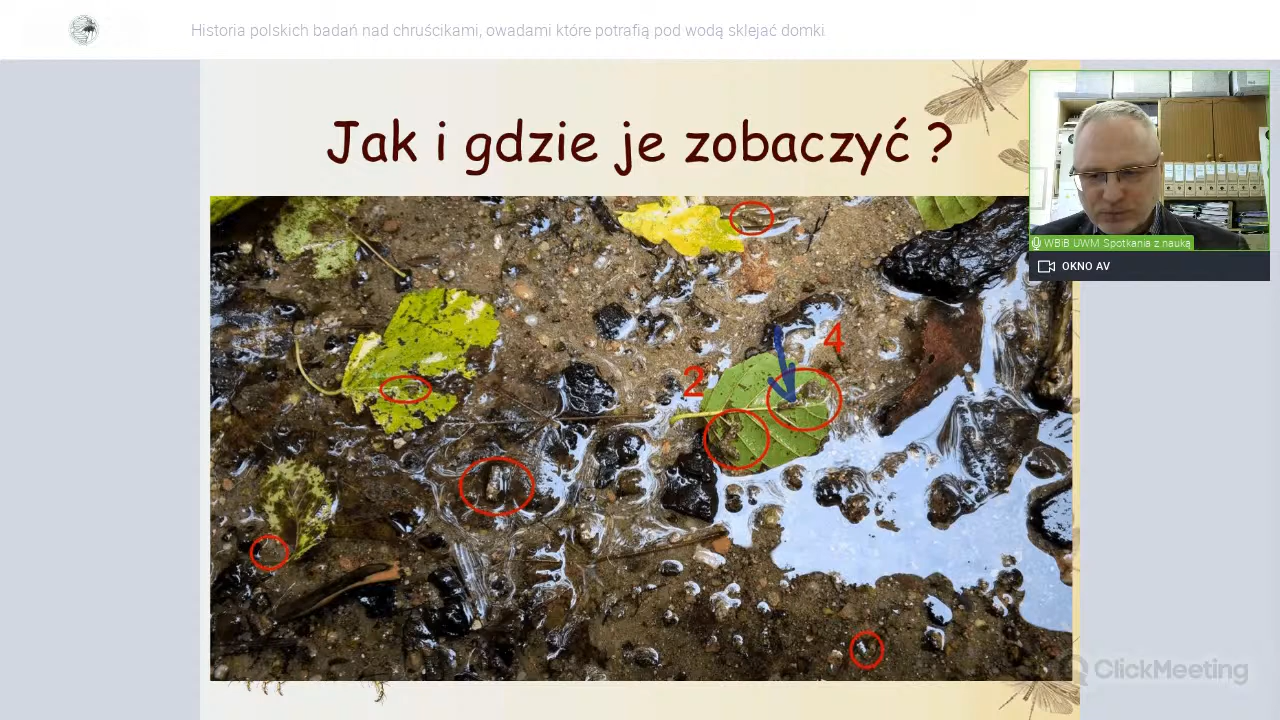 Historia polskich badań nad chruścikami, owadami które potrafią pod wodą sklejać domki.
Jak i gdzie je zobaczyć ?
WBiB UWM Spotkania z nauką
OKNO AV
4
2
ClickMeeting